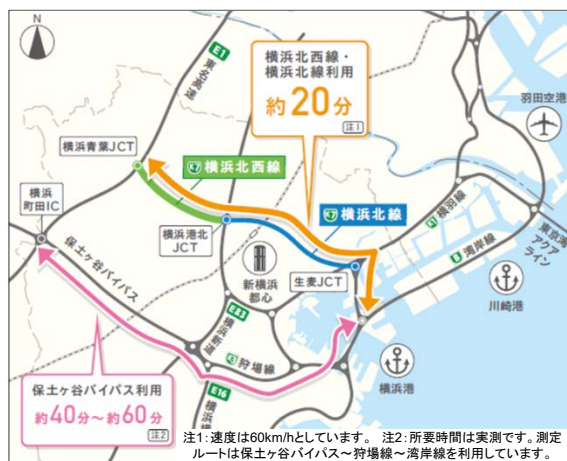 N
E1
東名高速
横浜北西線・
横浜北線利用
約20分
注1
羽田空港
横浜青葉JCT
K7 横浜北西線
横浜
町田IC
K7 横浜北線
横浜港北
JCT
保土ヶ谷バイパス
新横浜
都心
生麦JCT
K1
横羽線
湾岸線
東京湾
アクア
ライン
川崎港
E83
横浜新道
K3
狩場線
横浜港
保土ヶ谷バイパス利用
約40分~約60分
注2
E16
注1:速度は60km/hとしています。 注2:所要時間は実測です。測定
ルートは保土ヶ谷バイパス~狩場線~湾岸線を利用しています。